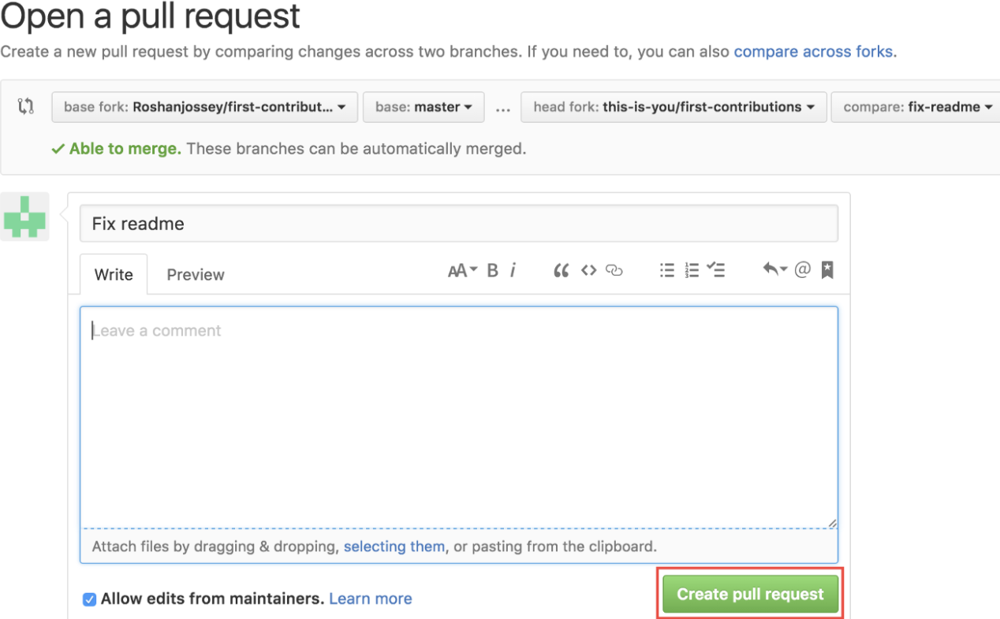 Open a pull request
Create a new pull request by comparing changes across two branches. If you need to, you can also compare across forks.
base fork: Roshanjossey/first-contribut... base: master ... head fork: this-is-you/first-contributions compare: fix-readme
Able to merge. These branches can be automatically merged.
Fix readme
Write Preview AA B i
Leave a comment
Attach files by dragging & dropping, selecting them, or pasting from the clipboard.
Allow edits from maintainers. Learn more Create pull request